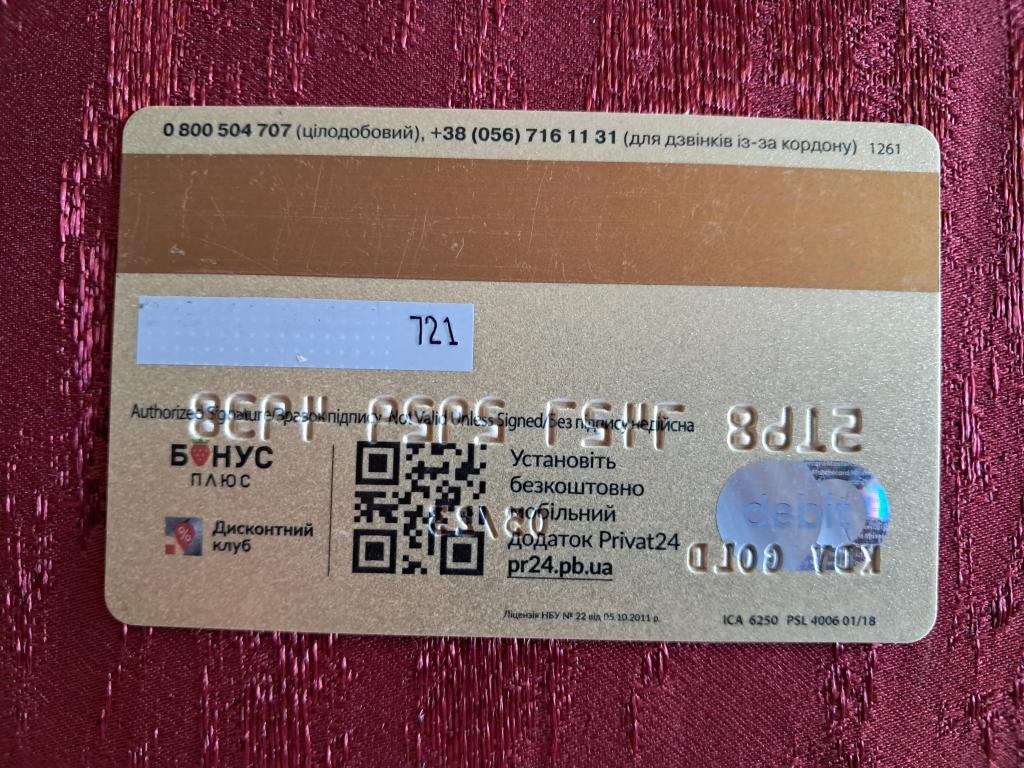 0 800 504 707 (цілодобовий), +38 (056) 716 11 31 (для дзвінків із-за кордону) 1261
721
Authorized Signature/Зразок підпису Not Valid Unless Signed/Без підпису недійсна
БОНУС
ПЛЮС
Дисконтний
клуб
Установіть
безкоштовно
мобільний
додаток Privat24
pr24.pb.ua
debit
GOLD
Ліцензія НБУ № 22 від 05.10.2011 р.
ICA 6250 PSL 4006 01/18